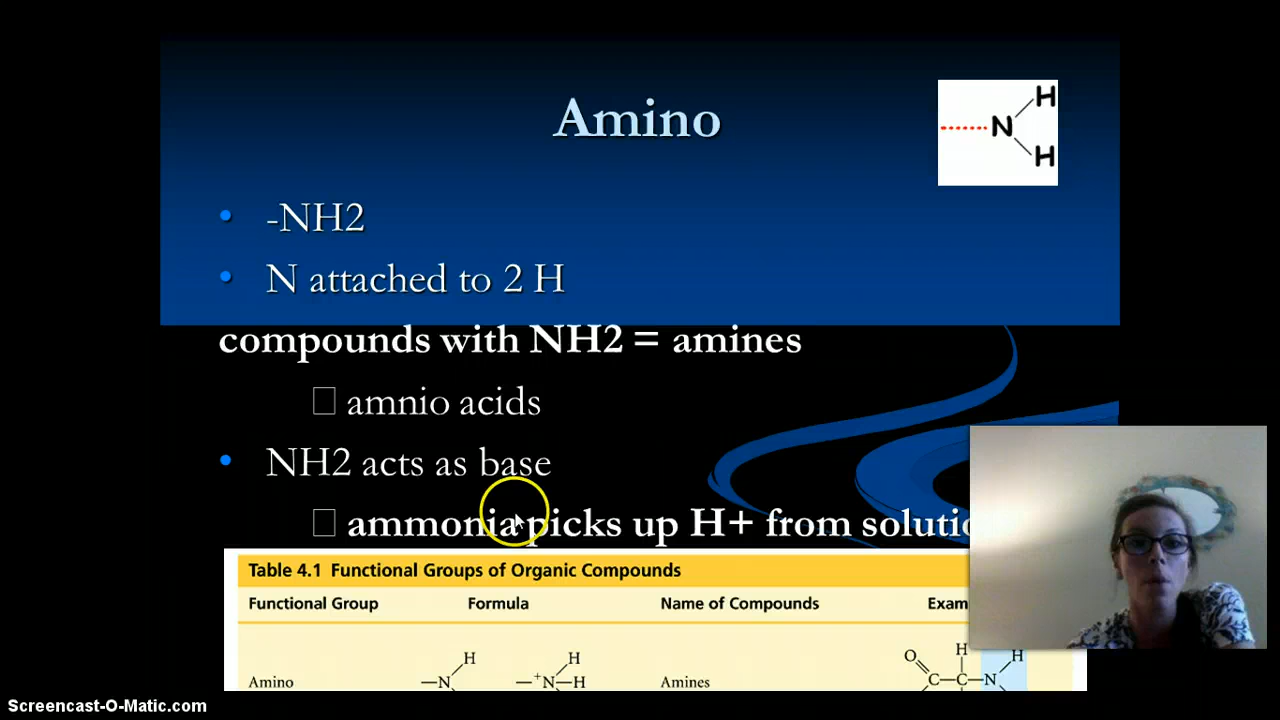 Amino
H
N
H
-NH2
N attached to 2 H
compounds with NH2 = amines
□ amnio acids
NH2 acts as base
□ ammonia picks up H+ from
Table 4.1 Functional Groups of Organic Compounds
Functional Group Formula Name of Compounds
H H O H H
Amino —N —⁺N—H Amines C—C—N
Screencast-O-Matic.com